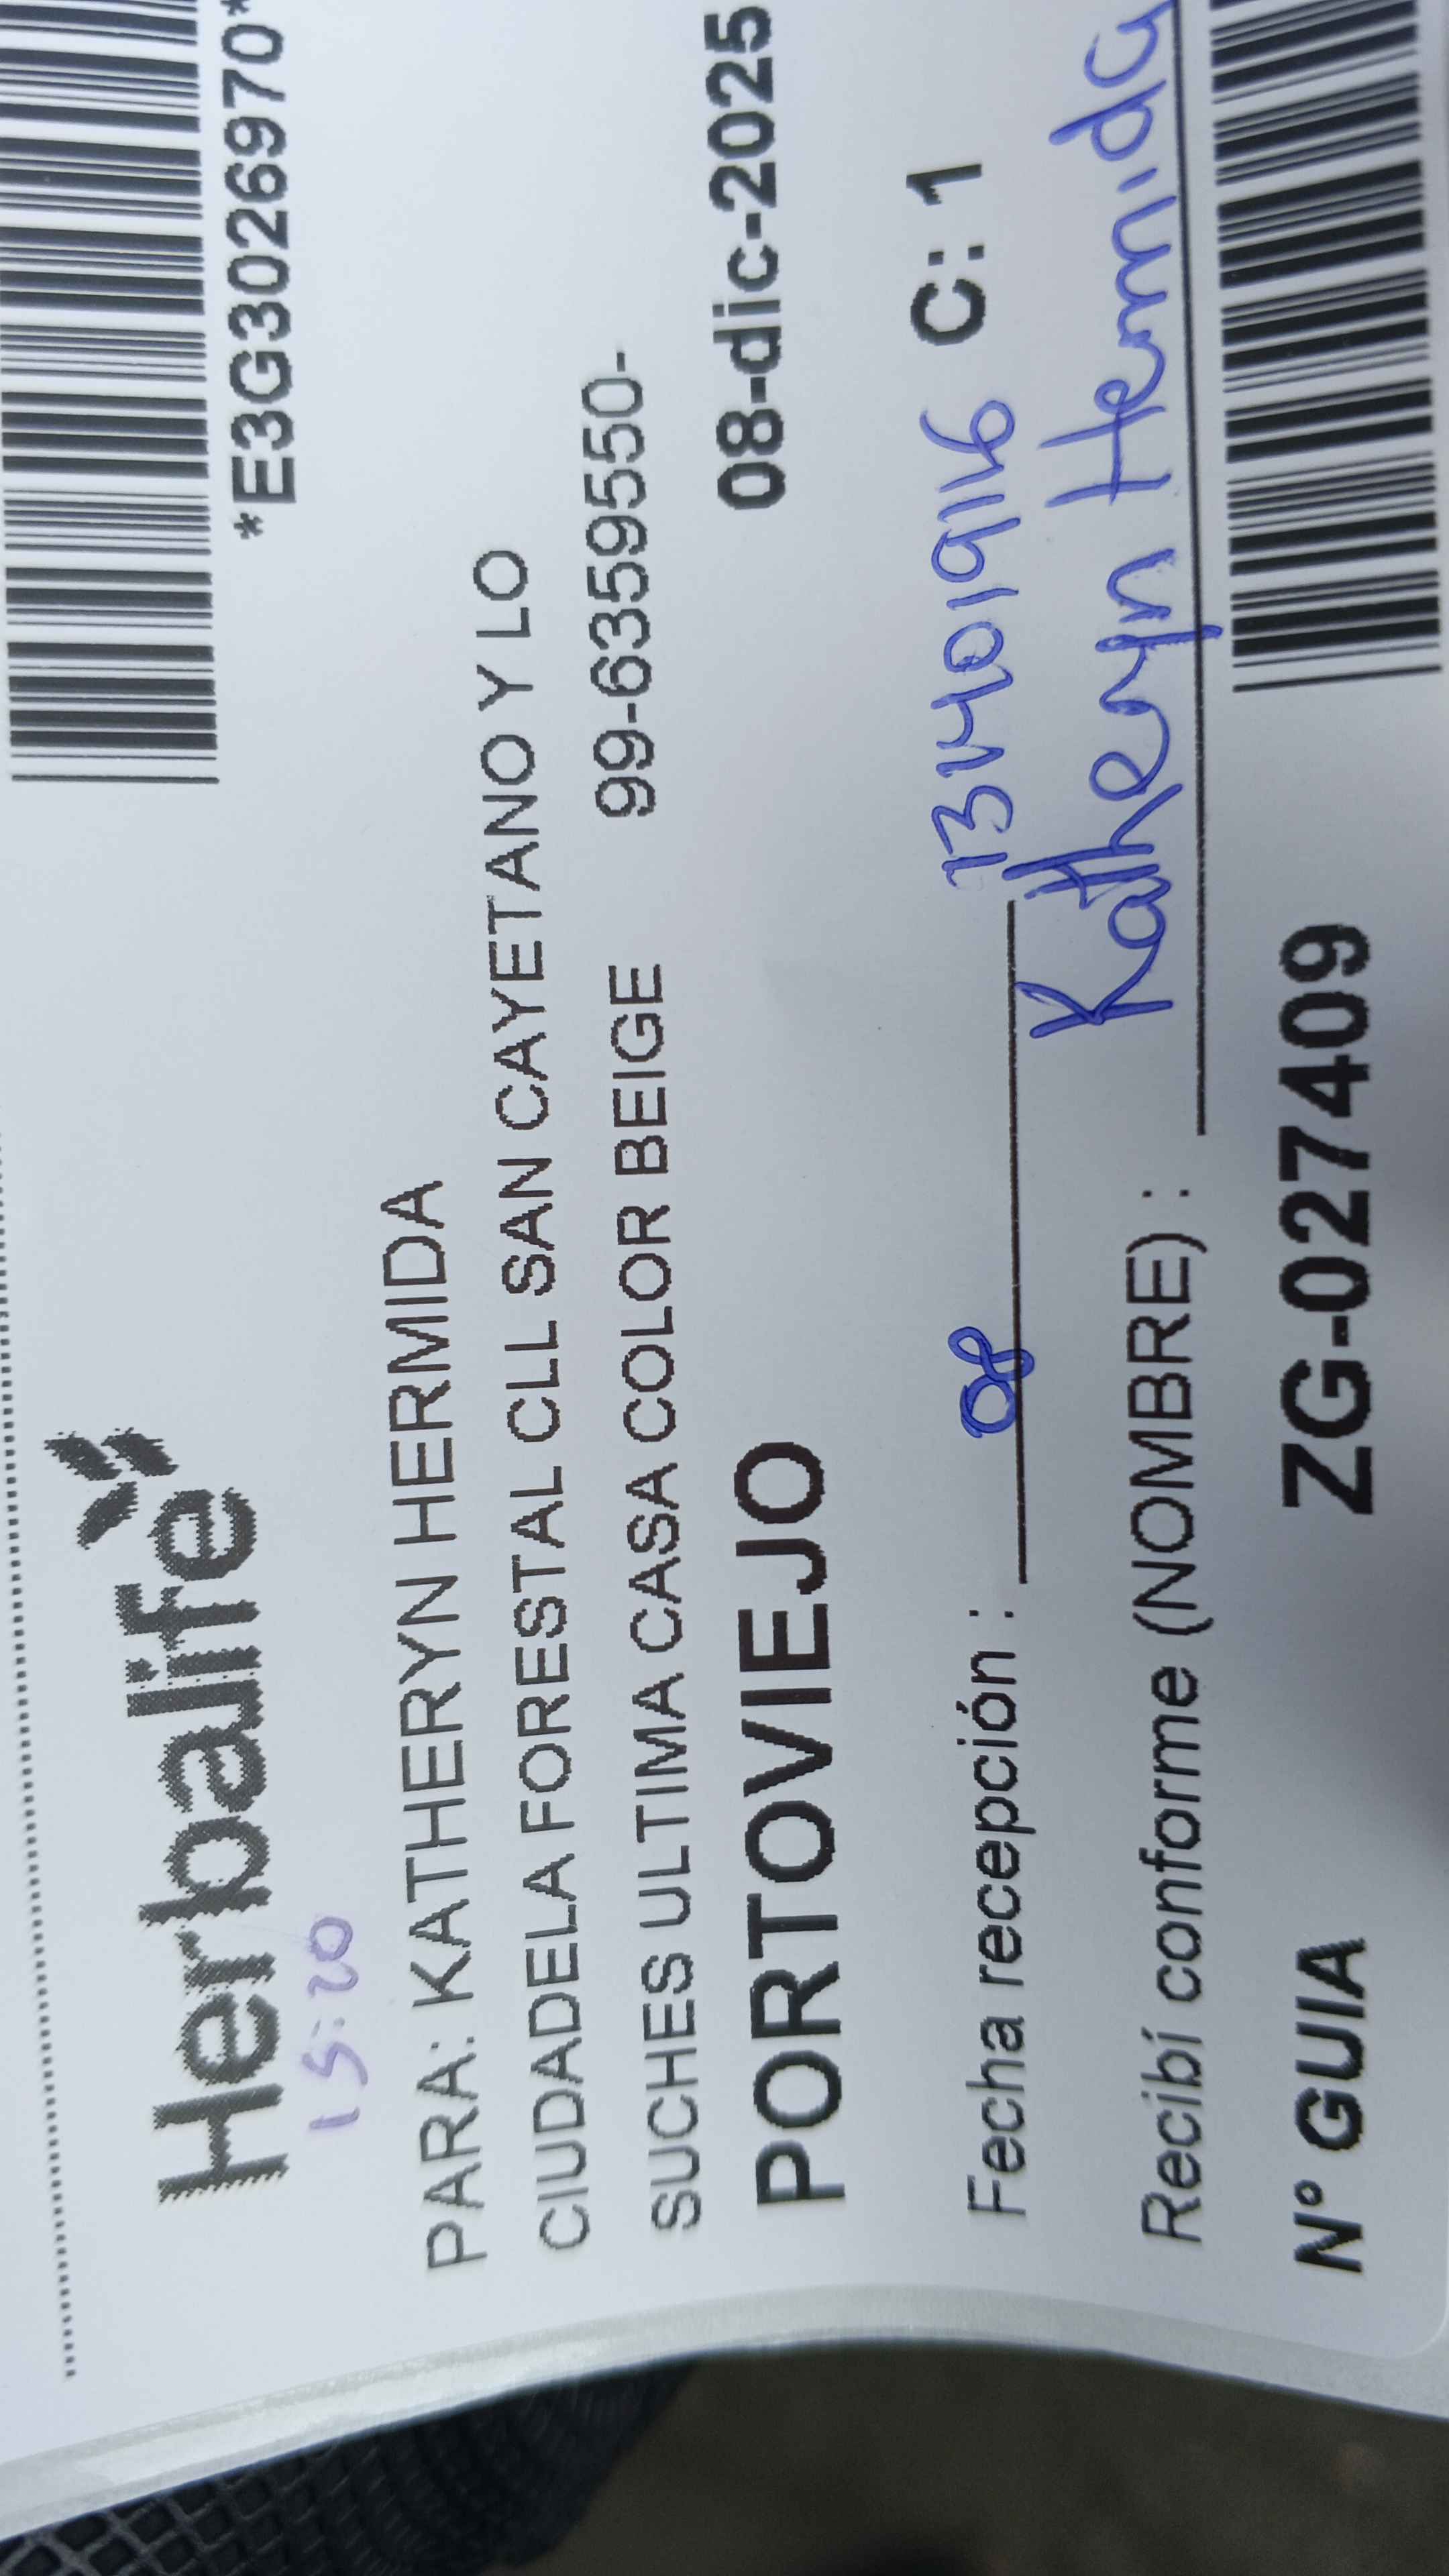 Herbalife
*E3G3026970*
15:20
PARA: KATHERYN HERMIDA
CIUDADELA FORESTAL CLL SAN CAYETANO Y LO
SUCHES ULTIMA CASA COLOR BEIGE 99-6359550-
PORTOVIEJO 08-dic-2025
Fecha recepción : 08 C: 1
Recibí conforme (NOMBRE) : Katheryn Hermida
N° GUIA ZG-027409